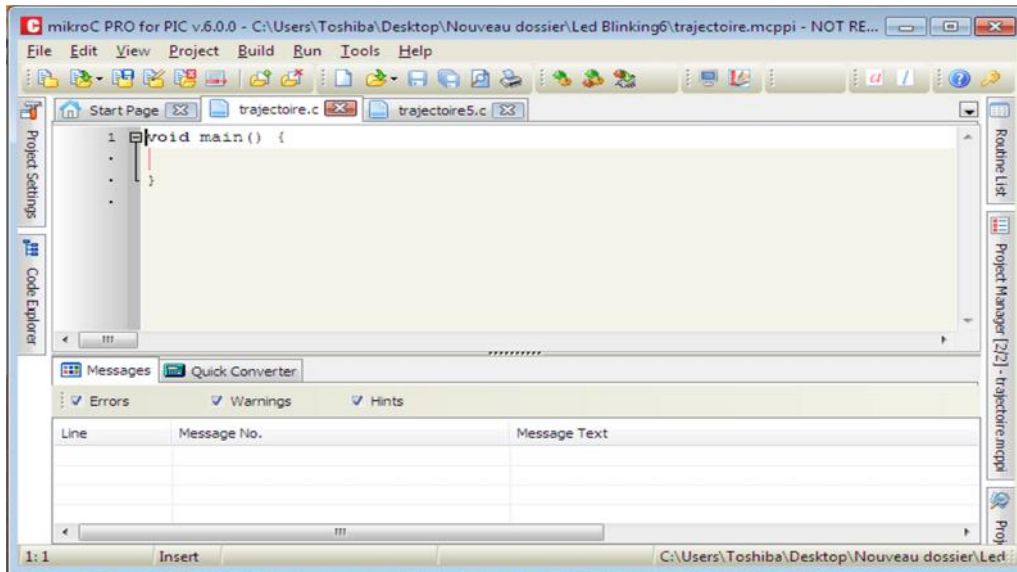 mikroC PRO for PIC v.6.0.0 - C:\Users\Toshiba\Desktop\Nouveau dossier\Led Blinking6\trajectoire.mcppi - NOT RE...
File Edit View Project Build Run Tools Help
Start Page trajectoire.c trajectoire5.c
1 void main() {
}
Project Settings
Code Explorer
Routine List
Project Manager [2/2] - trajectoire.mcppi
Proj
Messages Quick Converter
Errors Warnings Hints
Line Message No. Message Text
1: 1 Insert C:\Users\Toshiba\Desktop\Nouveau dossier\Led